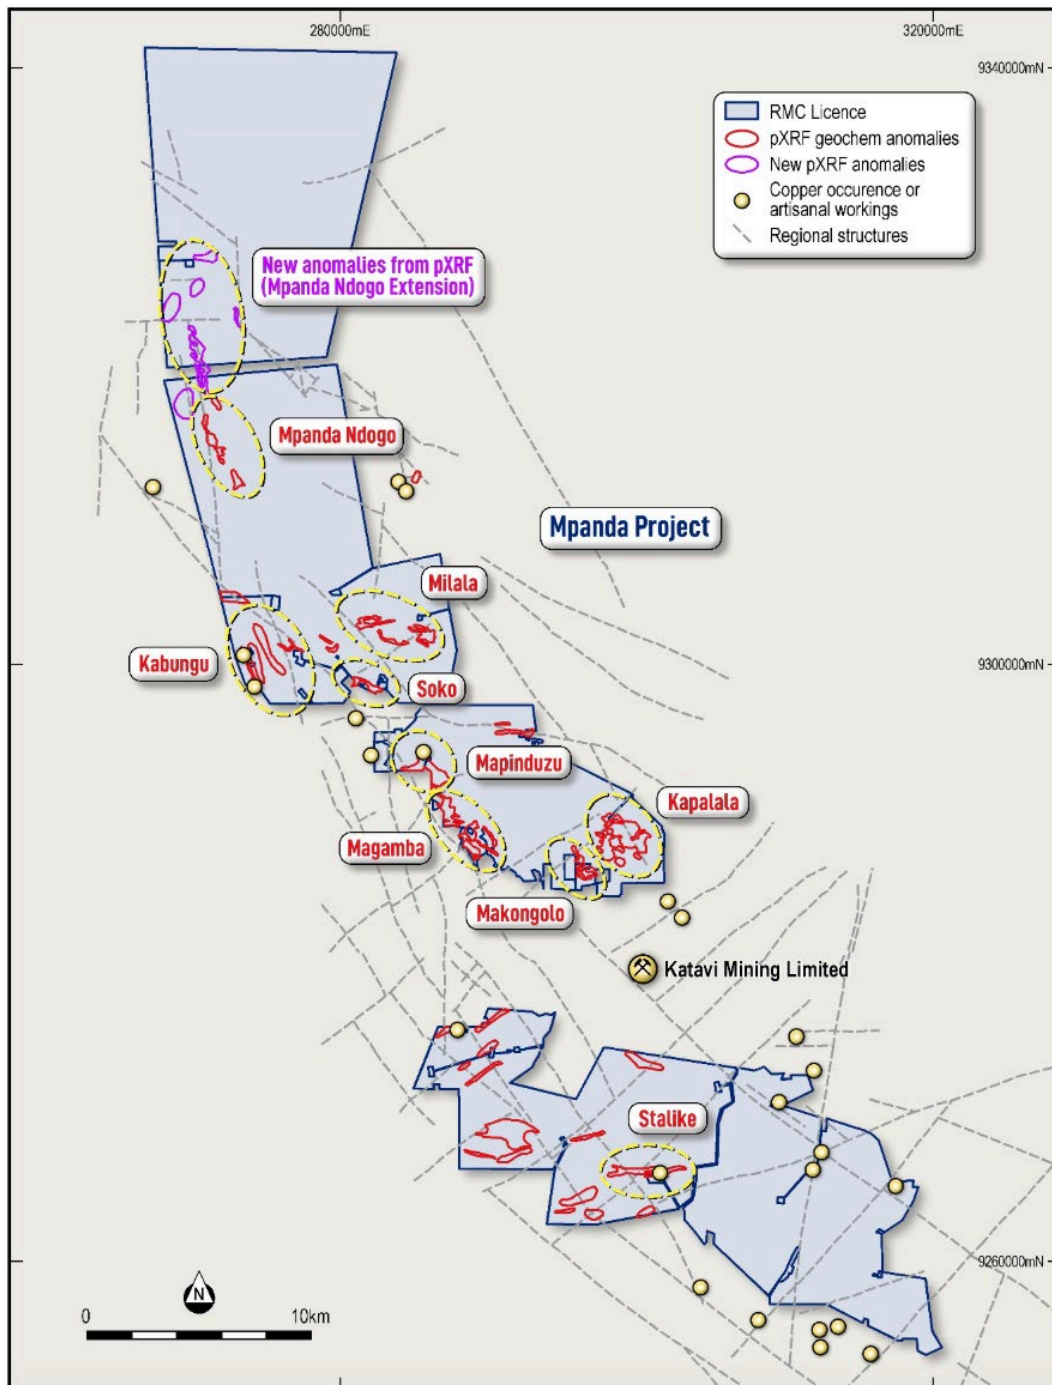 280000mE
320000mE
9340000mN
RMC Licence
pXRF geochem anomalies
New pXRF anomalies
Copper occurence or
artisanal workings
Regional structures
New anomalies from pXRF
(Mpanda Ndogo Extension)
Mpanda Ndogo
Mpanda Project
Milala
Kabungu
9300000mN
Soko
Mapinduzu
Kapalala
Magamba
Makongolo
Katavi Mining Limited
Stalike
9260000mN
N
0
10km